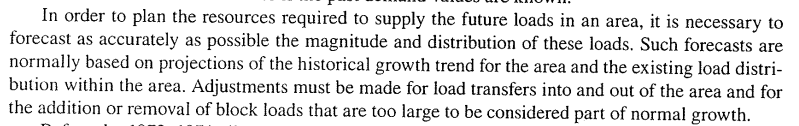 In order to plan the resources required to supply the future loads in an area, it is necessary to
forecast as accurately as possible the magnitude and distribution of these loads. Such forecasts are
normally based on projections of the historical growth trend for the area and the existing load distri-
bution within the area. Adjustments must be made for load transfers into and out of the area and for
the addition or removal of block loads that are too large to be considered part of normal growth.